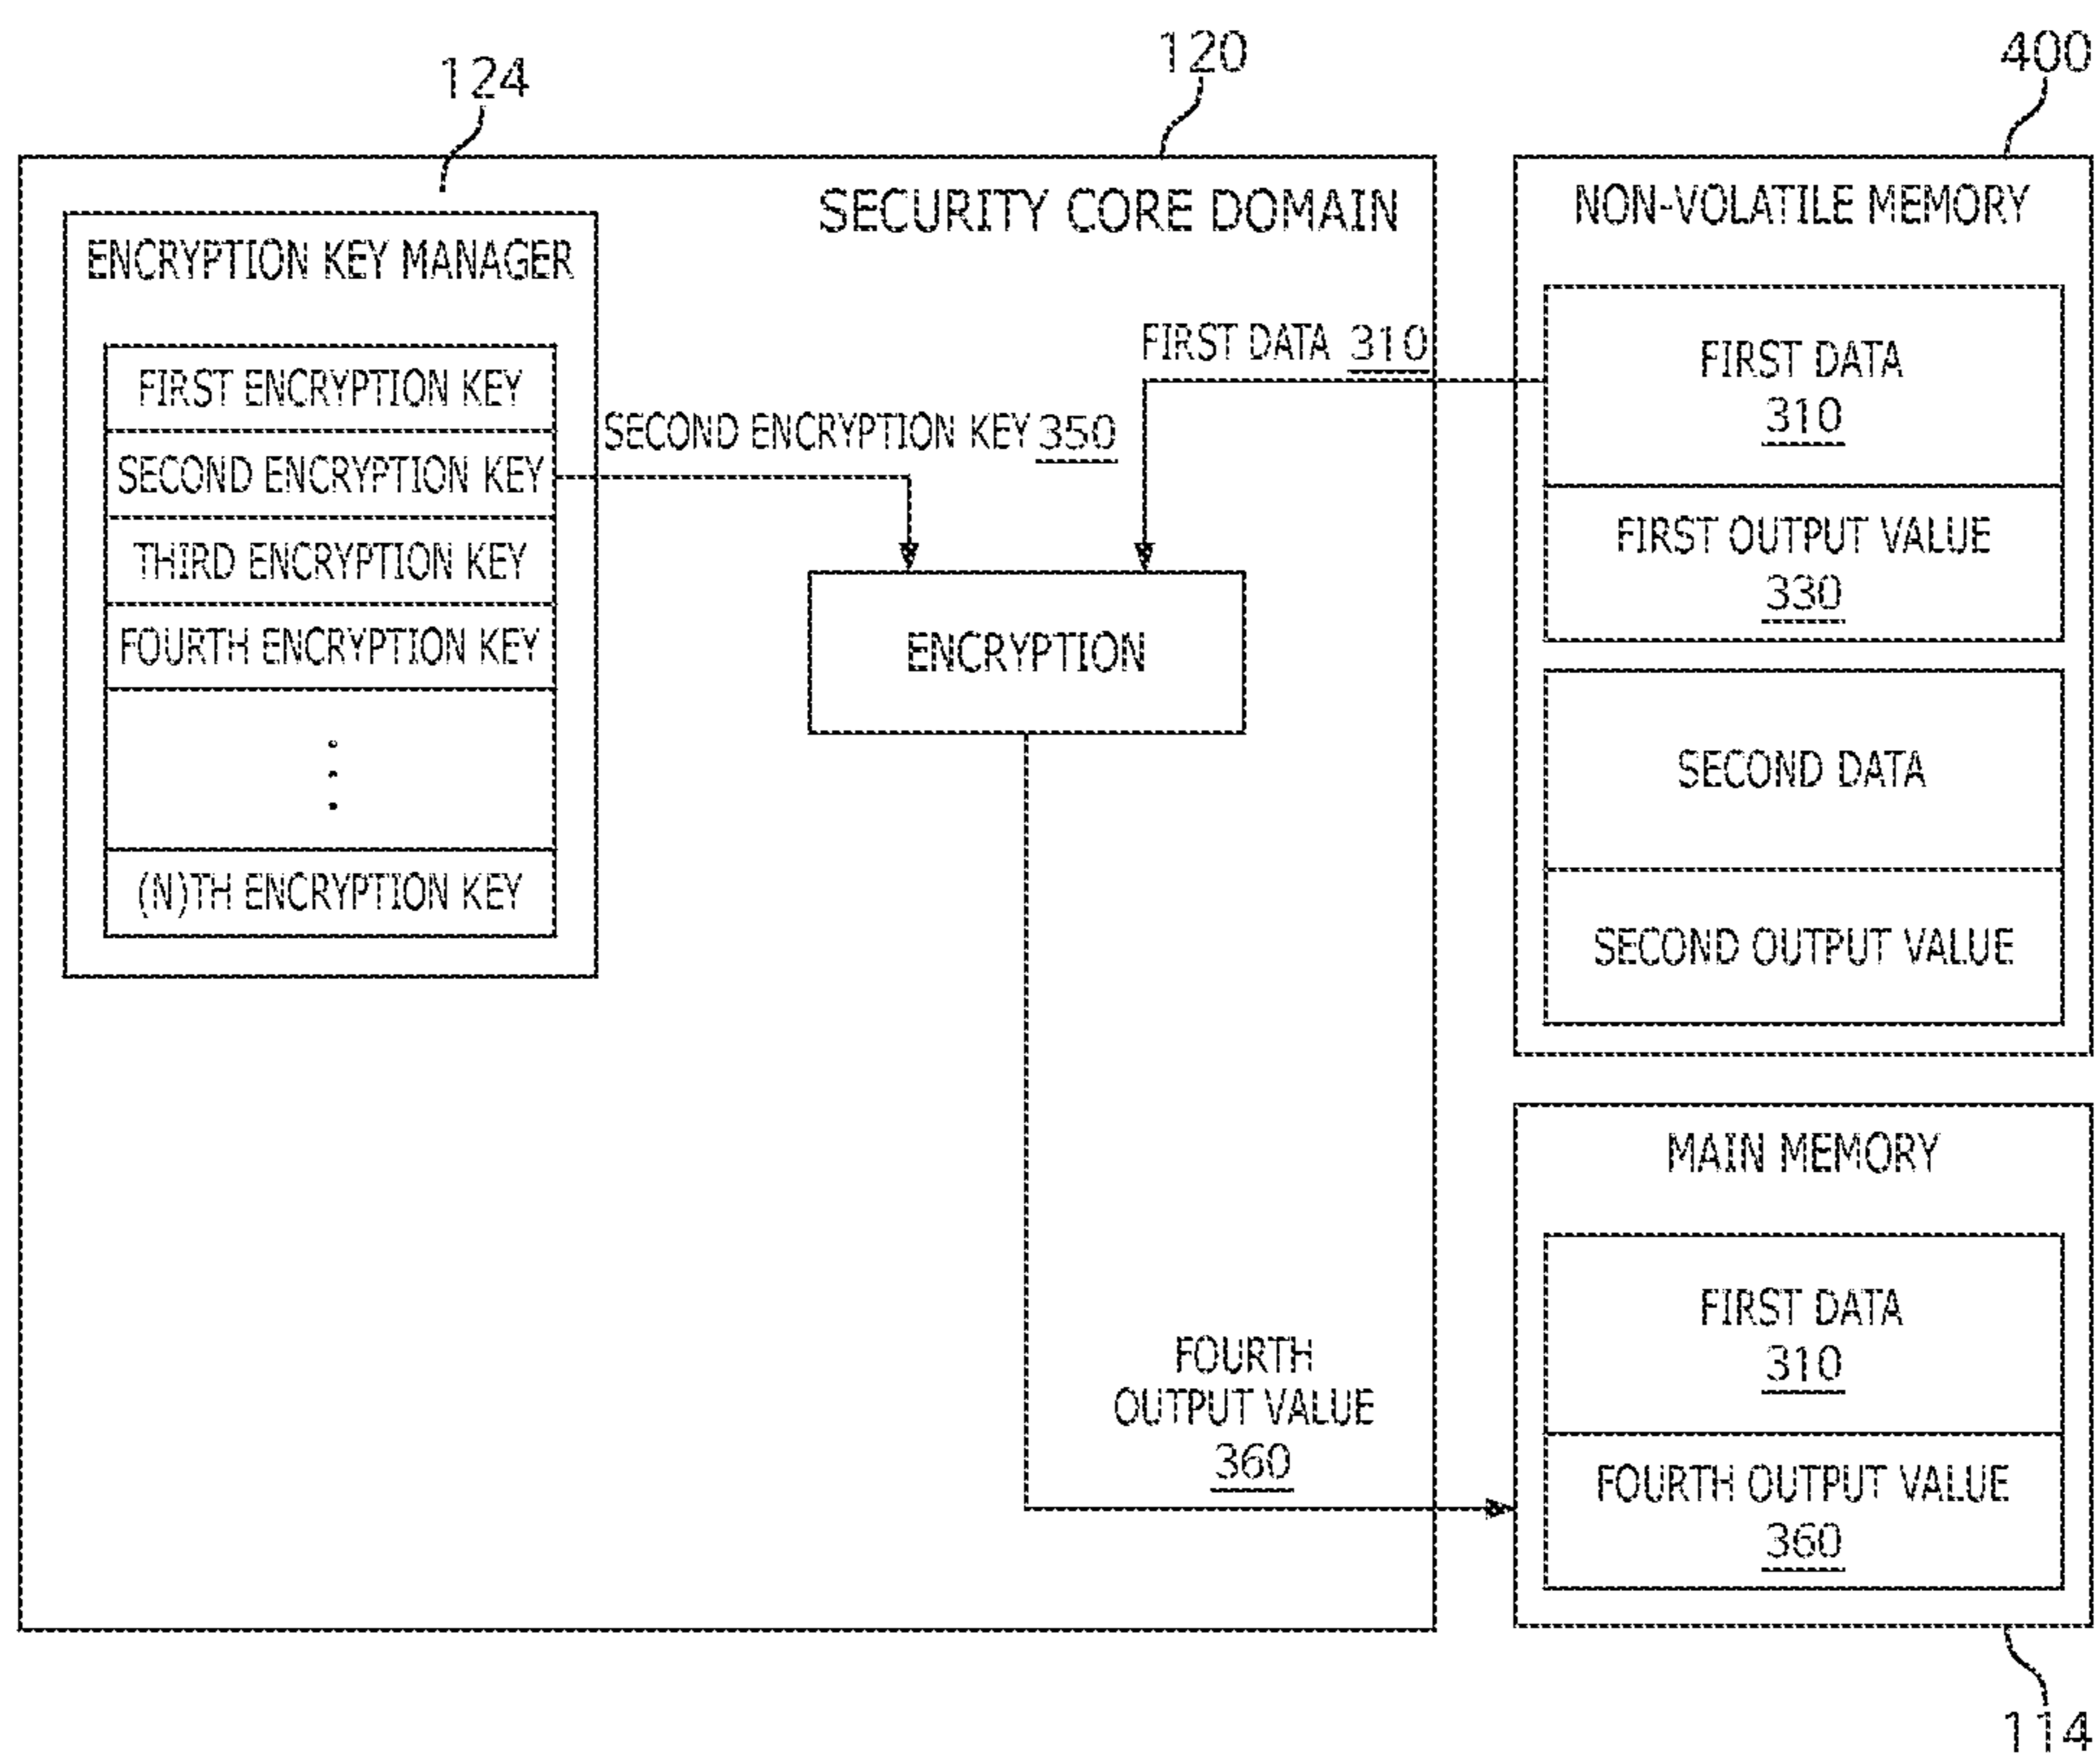 124
120
400
SECURITY CORE DOMAIN
ENCRYPTION KEY MANAGER
FIRST ENCRYPTION KEY
SECOND ENCRYPTION KEY
THIRD ENCRYPTION KEY
FOURTH ENCRYPTION KEY
(N)TH ENCRYPTION KEY
SECOND ENCRYPTION KEY 350
FIRST DATA 310
ENCRYPTION
FOURTH
OUTPUT VALUE
360
NON-VOLATILE MEMORY
FIRST DATA
310
FIRST OUTPUT VALUE
330
SECOND DATA
SECOND OUTPUT VALUE
MAIN MEMORY
FIRST DATA
310
FOURTH OUTPUT VALUE
360
114